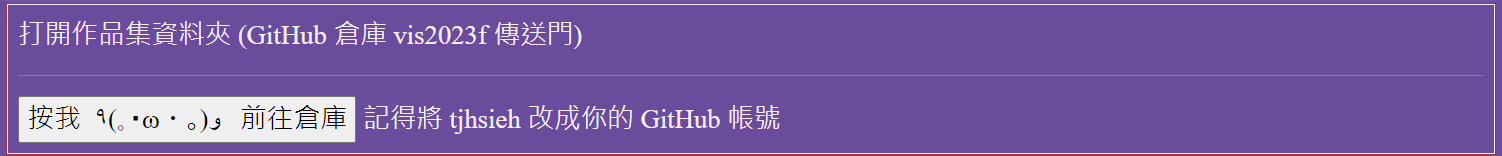 打開作品集資料夾 (GitHub 倉庫 vis2023f 傳送門)
按我 ٩(｡・ω・｡)و 前往倉庫 記得將 tjhsieh 改成你的 GitHub 帳號